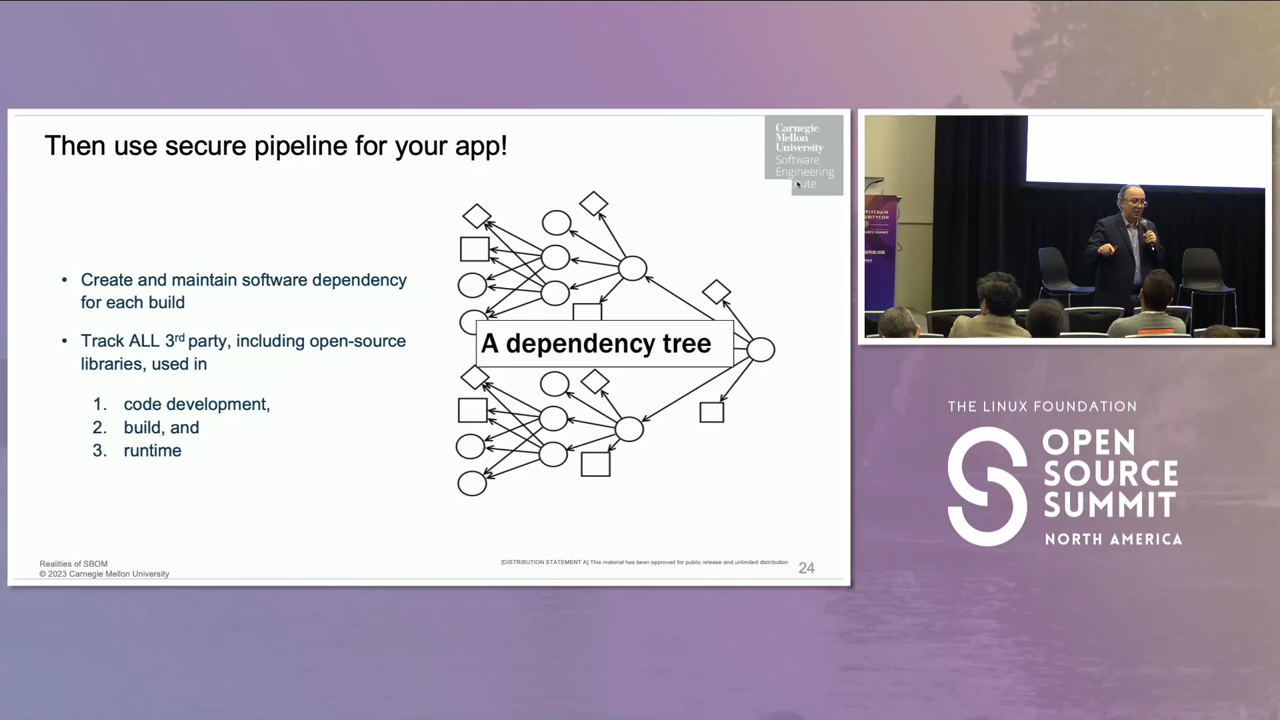 Then use secure pipeline for your app!
Carnegie
Mellon
University
Software
Engineering
• Create and maintain software dependency
for each build
• Track ALL 3rd party, including open-source
libraries, used in
1. code development,
2. build, and
3. runtime
A dependency tree
Realities of SBOM
© 2023 Carnegie Mellon University
[DISTRIBUTION STATEMENT A] This material has been approved for public release and unlimited distribution
24
THE LINUX FOUNDATION
OPEN
SOURCE
SUMMIT
NORTH AMERICA